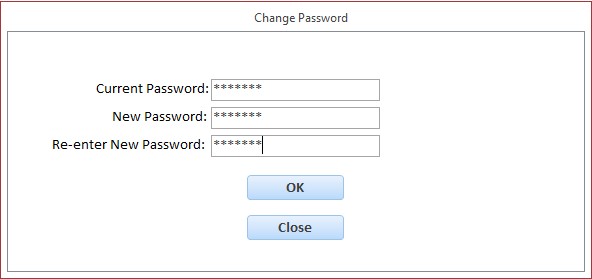 Change Password
Current Password: *******
New Password: *******
Re-enter New Password: *******
OK
Close